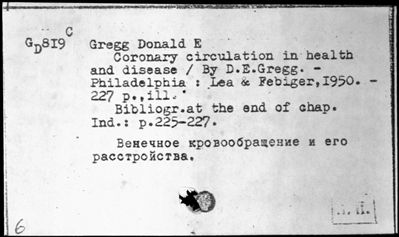 GD819C Gregg Donald E
Coronary circulation in health
and disease / By D.E.Gregg. -
Philadelphia : Lea & Febiger, 1950. -
227 p., ill.
Bibliogr.at the end of chap.
Ind.: p.225-227.
Венечное кровообращение и его
расстройства.
6